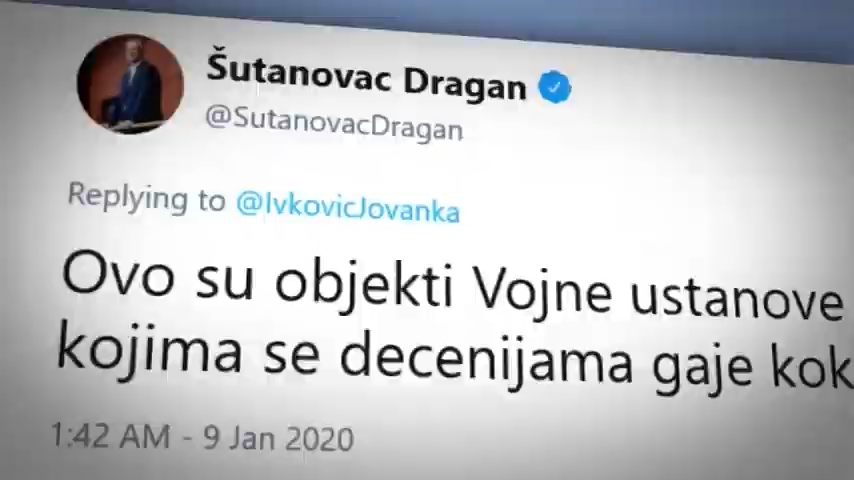 Šutanovac Dragan
@SutanovacDragan
Replying to @IvkovicJovanka
Ovo su objekti Vojne ustanove
kojima se decenijama gaje kok
1:42 AM - 9 Jan 2020